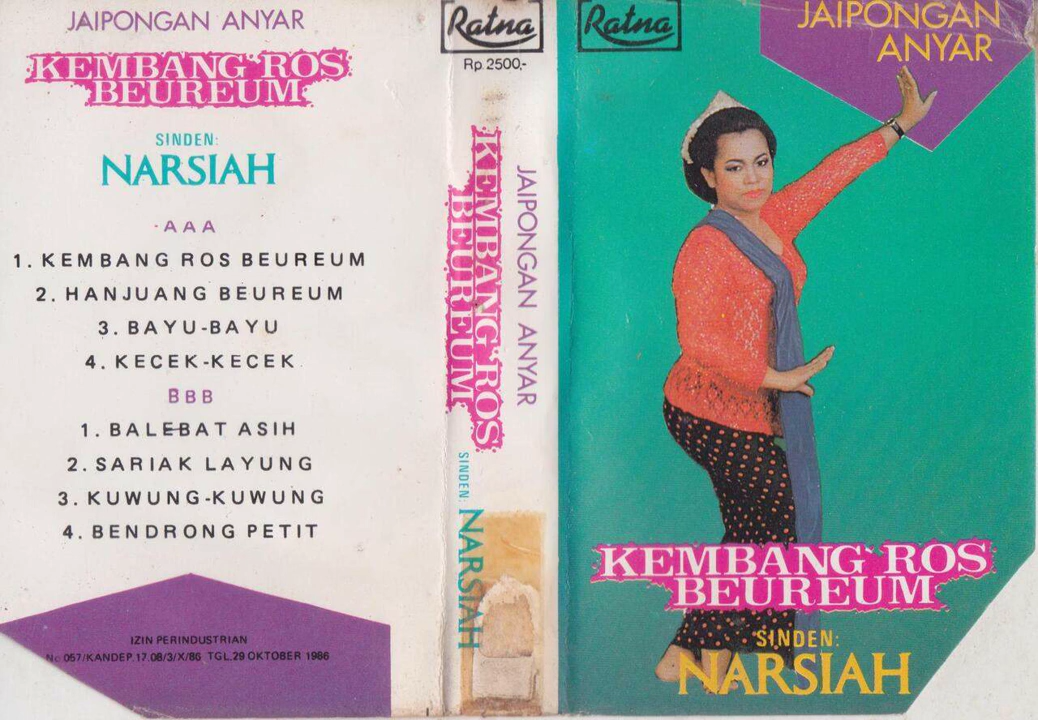 JAIPONGAN ANYAR
KEMBANG ROS
BEUREUM
SINDEN:
NARSIAH
AAA
1. KEMBANG ROS BEUREUM
2. HANJUANG BEUREUM
3. BAYU-BAYU
4. KECEK-KECEK
BBB
1. BALEBAT ASIH
2. SARIAK LAYUNG
3. KUWUNG-KUWUNG
4. BENDRONG PETIT
IZIN PERINDUSTRIAN
No 057/KANDEP.17.08/3/X/86 TGL.29 OKTOBER 1986
Ratna
Rp.2500,-
JAIPONGAN ANYAR
KEMBANG ROS
BEUREUM
SINDEN:
NARSIAH
Ratna
JAIPONGAN
ANYAR
KEMBANG ROS
BEUREUM
SINDEN:
NARSIAH